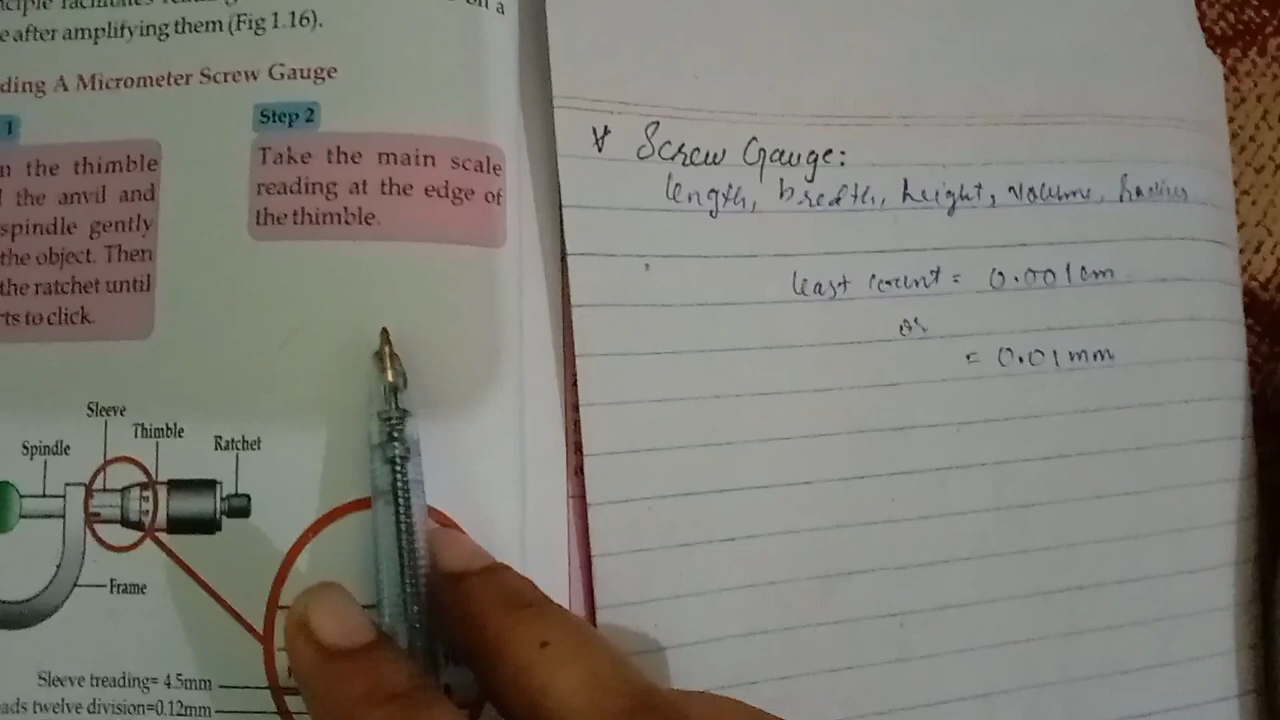 e after amplifying them (Fig 1.16).
ding A Micrometer Screw Gauge
1
n the thimble
the anvil and
spindle gently
the object. Then
the ratchet until
ts to click.
Step 2
Take the main scale
reading at the edge of
the thimble.
Sleeve
Spindle
Thimble
Ratchet
Frame
Sleeve treading= 4.5mm
ads twelve division=0.12mm
Screw Gauge:
length, breadth, height, volume, radius
least count = 0.001cm
or
= 0.01mm